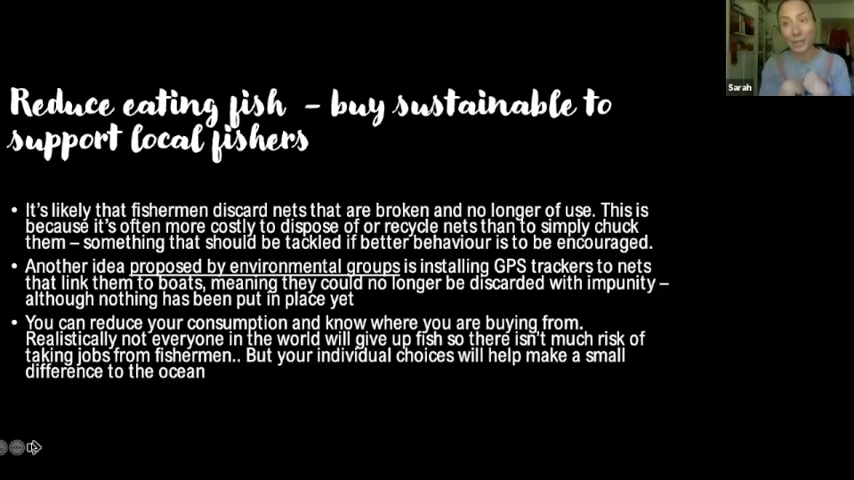 Reduce eating fish – buy sustainable to
support local fishers
• It's likely that fishermen discard nets that are broken and no longer of use. This is
because it's often more costly to dispose of or recycle nets than to simply chuck
them – something that should be tackled if better behaviour is to be encouraged.
• Another idea proposed by environmental groups is installing GPS trackers to nets
that link them to boats, meaning they could no longer be discarded with impunity –
although nothing has been put in place yet
• You can reduce your consumption and know where you are buying from.
Realistically not everyone in the world will give up fish so there isn't much risk of
taking jobs from fishermen.. But your individual choices will help make a small
difference to the ocean
Sarah